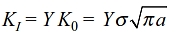 K_I = Y K_0 = Yσ√πa